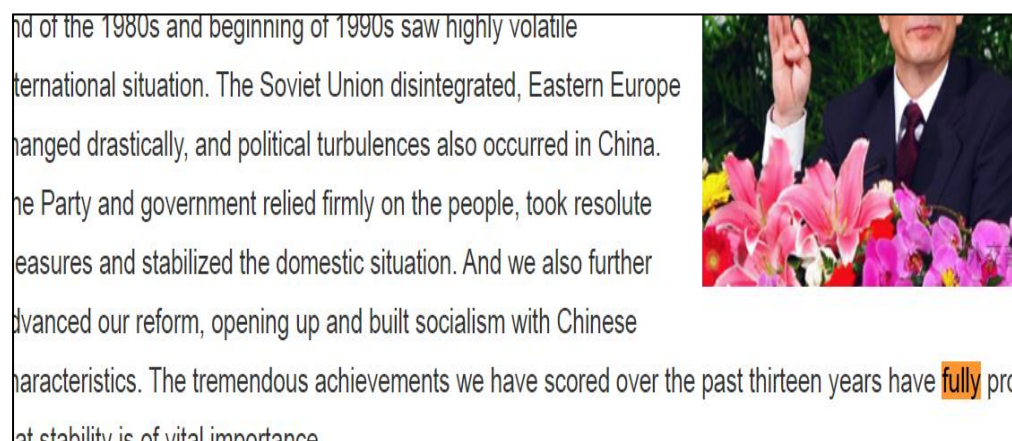 nd of the 1980s and beginning of 1990s saw highly volatile
ternational situation. The Soviet Union disintegrated, Eastern Europe
hanged drastically, and political turbulences also occurred in China.
he Party and government relied firmly on the people, took resolute
easures and stabilized the domestic situation. And we also further
dvanced our reform, opening up and built socialism with Chinese
haracteristics. The tremendous achievements we have scored over the past thirteen years have fully pro
at stability is of vital importance